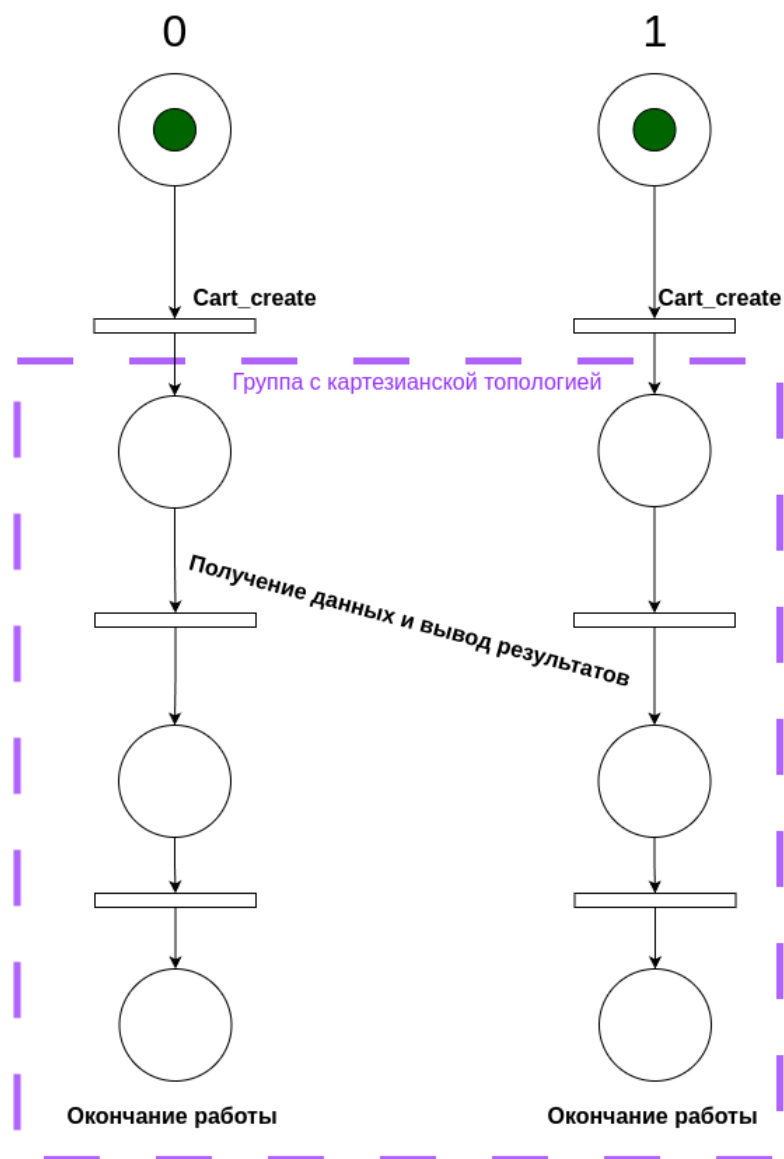 0
1
Cart_create
Cart_create
Группа с картезианской топологией
Получение данных и вывод результатов
Окончание работы
Окончание работы